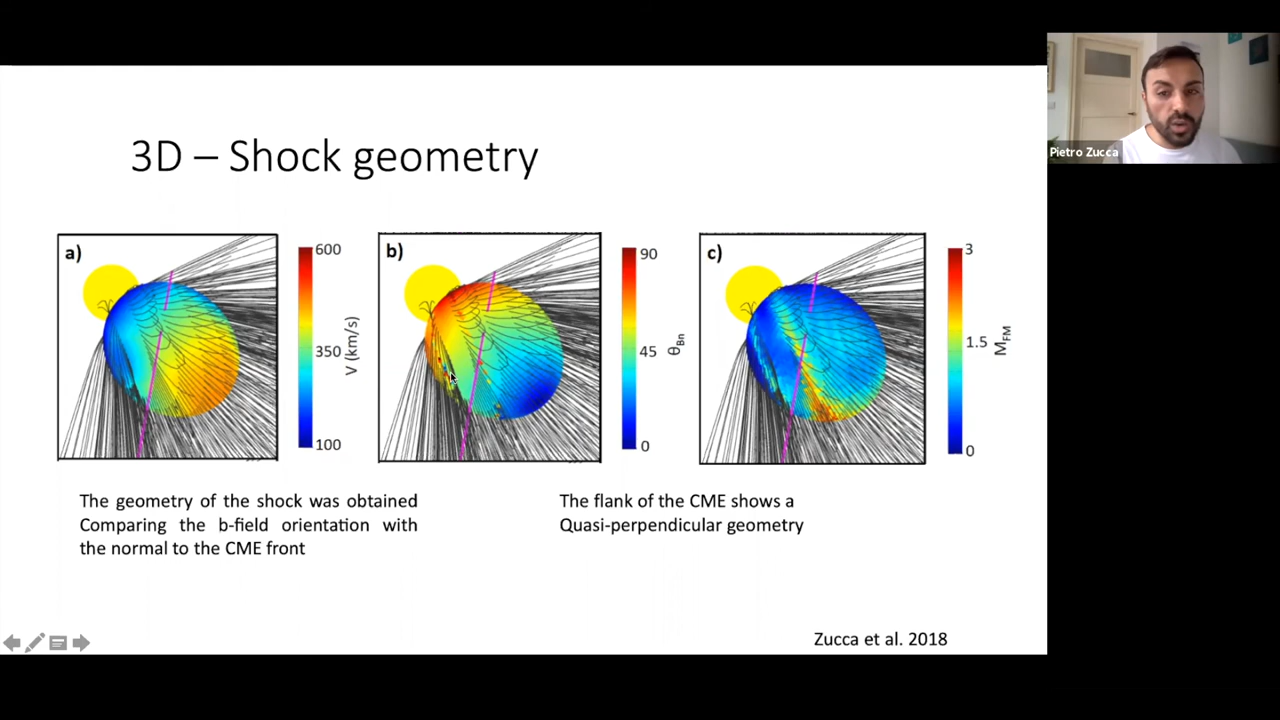 3D – Shock geometry
a)
600
350
100
V (km/s)
b)
90
45
0
θBn
c)
3
1.5
0
MFM
The geometry of the shock was obtained
Comparing the b-field orientation with
the normal to the CME front
The flank of the CME shows a
Quasi-perpendicular geometry
Zucca et al. 2018
Pietro Zucca